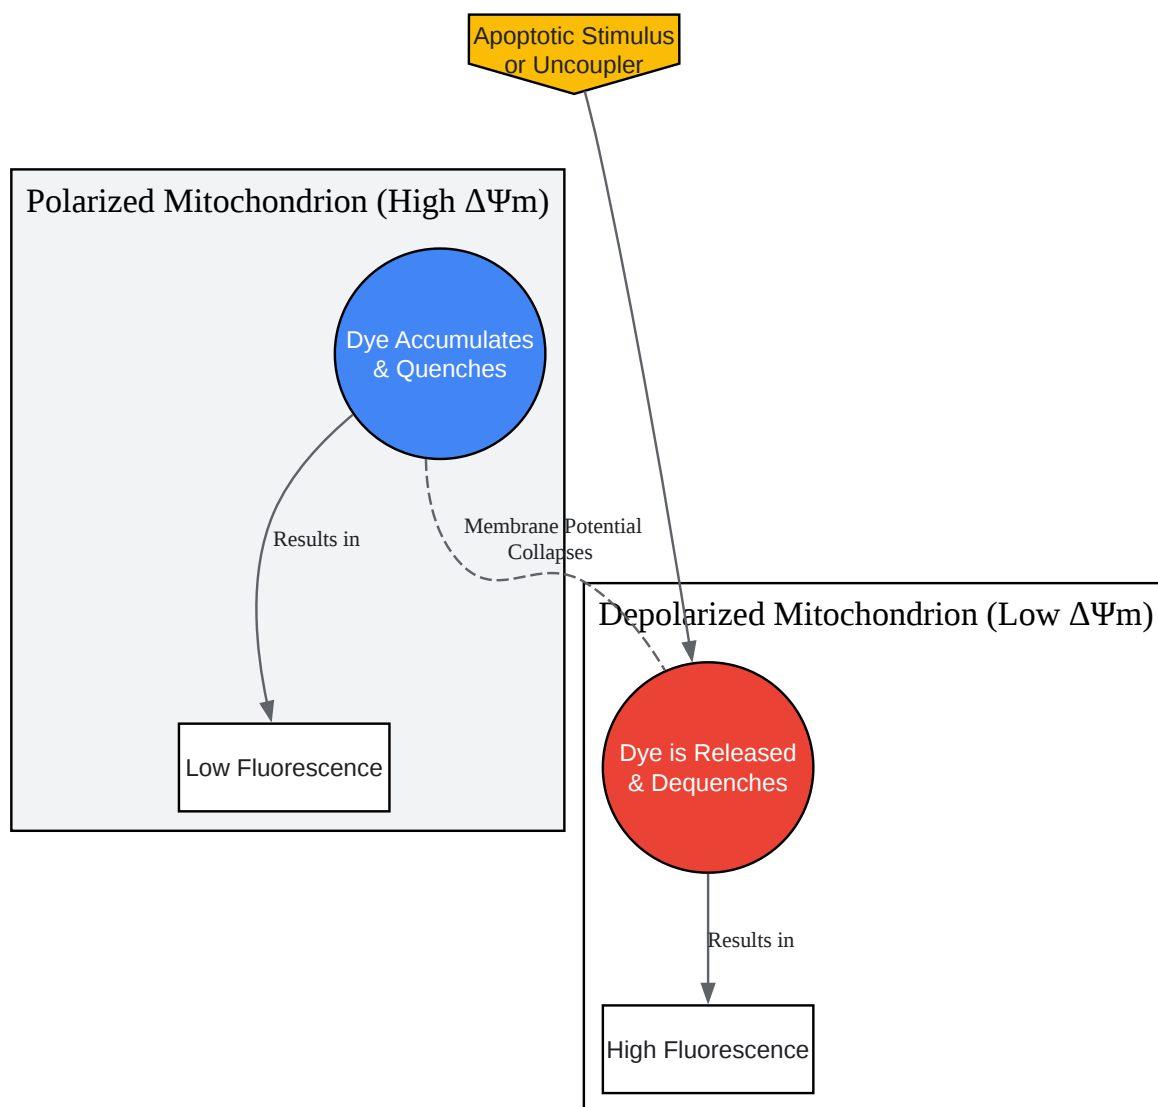 Apoptotic Stimulus
or Uncoupler
Polarized Mitochondrion (High ΔΨm)
Dye Accumulates
& Quenches
Results in
Low Fluorescence
Membrane Potential
Collapses
Depolarized Mitochondrion (Low ΔΨm)
Dye is Released
& Dequenches
Results in
High Fluorescence